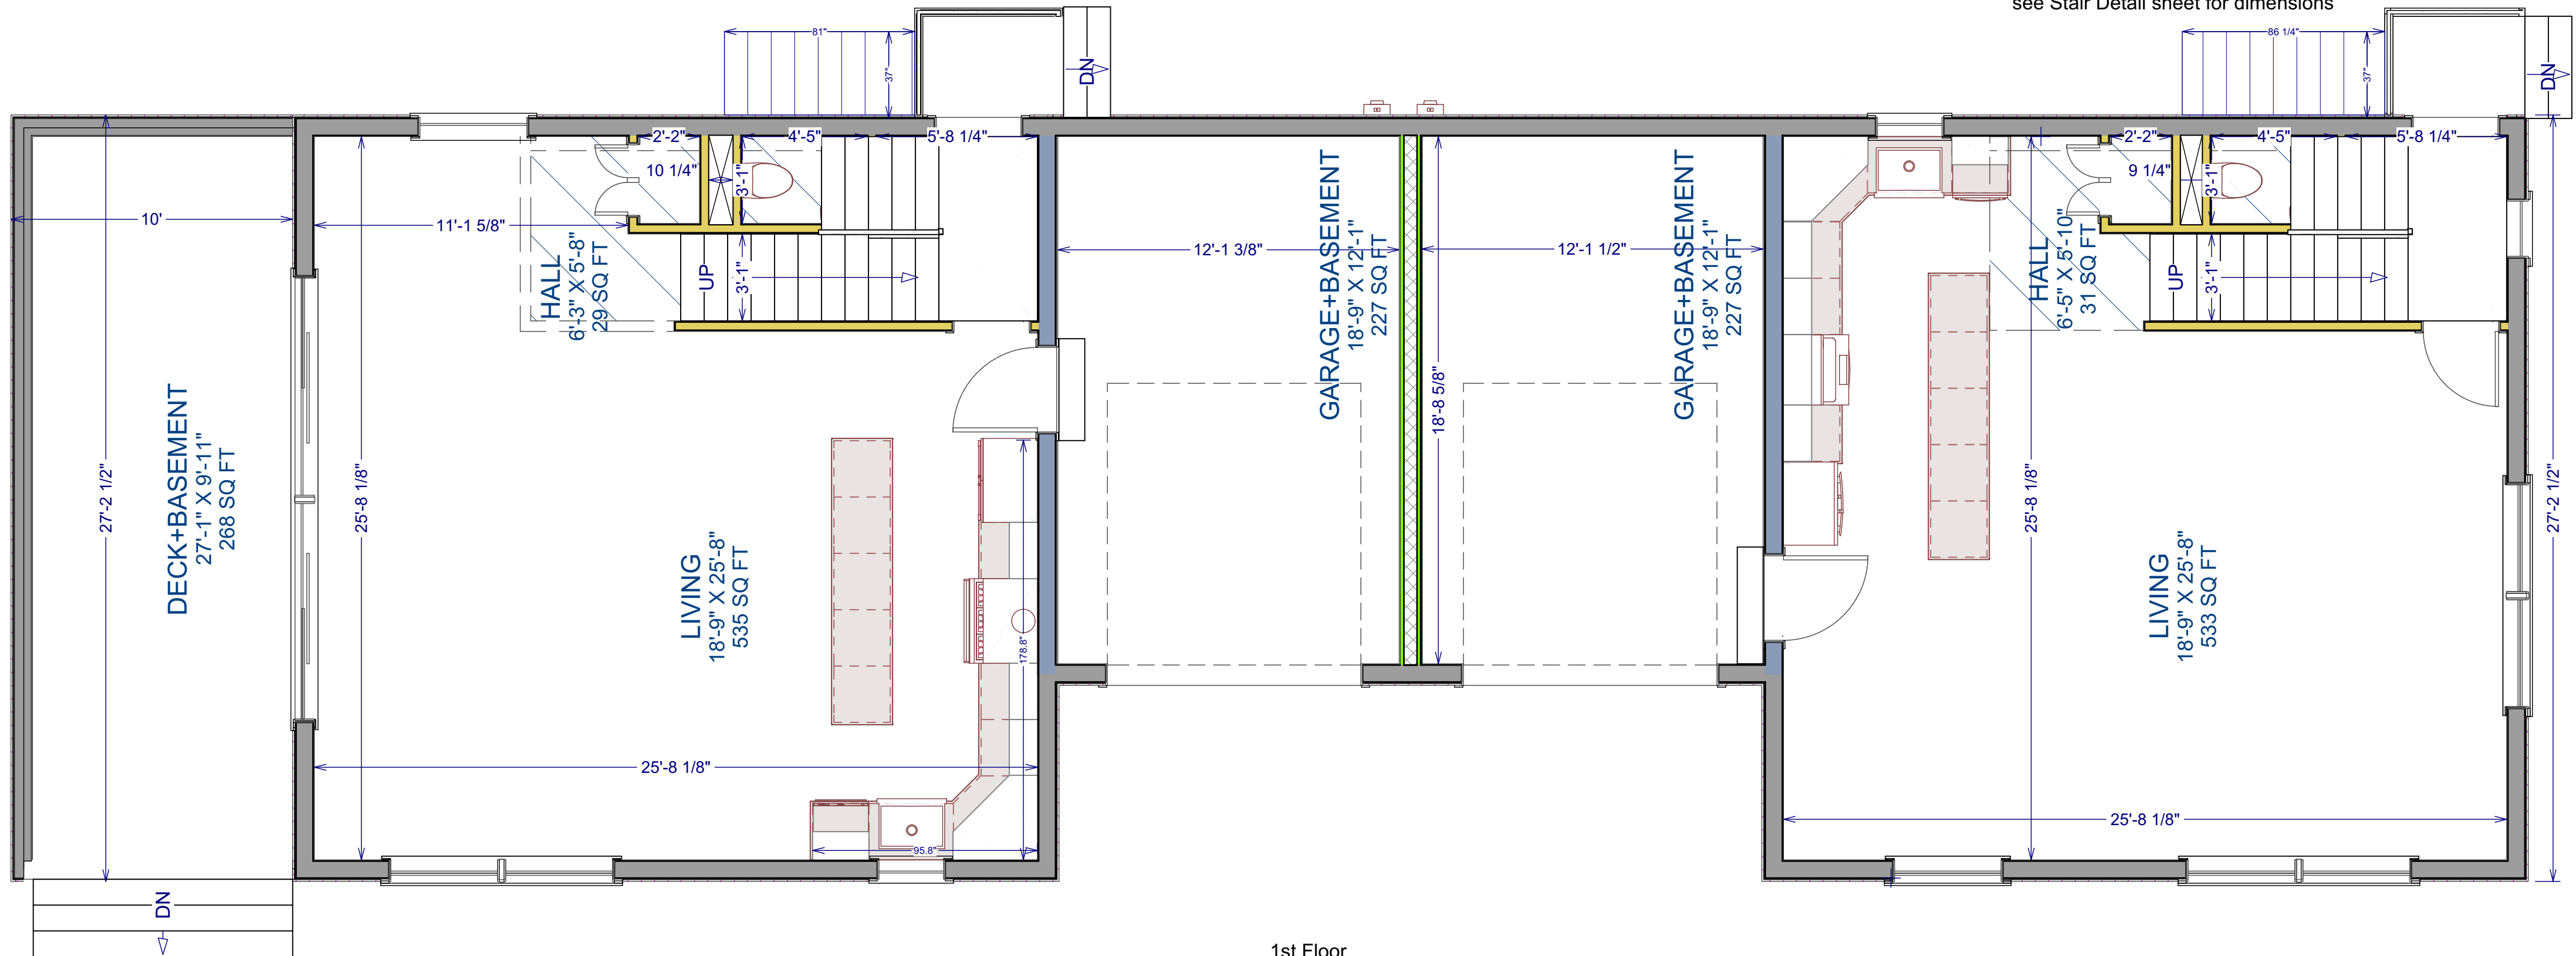 see Stair Detail sheet for dimensions
81"
37"
DN
86 1/4"
37"
DN
2'-2"
4'-5"
5'-8 1/4"
10 1/4"
3'-1"
2'-2"
4'-5"
5'-8 1/4"
9 1/4"
3'-1"
10'
11'-1 5/8"
HALL
6'-3" X 5'-8"
29 SQ FT
UP
3'-1"
12'-1 3/8"
GARAGE+BASEMENT
18'-9" X 12'-1"
227 SQ FT
12'-1 1/2"
GARAGE+BASEMENT
18'-9" X 12'-1"
227 SQ FT
HALL
6'-5" X 5'-10"
31 SQ FT
UP
3'-1"
18'-8 5/8"
27'-2 1/2"
DECK+BASEMENT
27'-1" X 9'-11"
268 SQ FT
25'-8 1/8"
LIVING
18'-9" X 25'-8"
535 SQ FT
178.8"
25'-8 1/8"
LIVING
18'-9" X 25'-8"
533 SQ FT
27'-2 1/2"
25'-8 1/8"
25'-8 1/8"
95.8"
DN
1st Floor